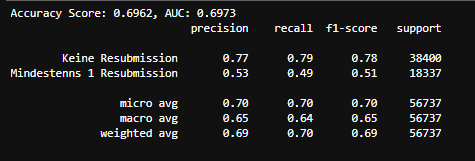 Accuracy Score: 0.6962, AUC: 0.6973
precision recall f1-score support
Keine Resubmission 0.77 0.79 0.78 38400
Mindestenns 1 Resubmission 0.53 0.49 0.51 18337
micro avg 0.70 0.70 0.70 56737
macro avg 0.65 0.64 0.65 56737
weighted avg 0.69 0.70 0.69 56737